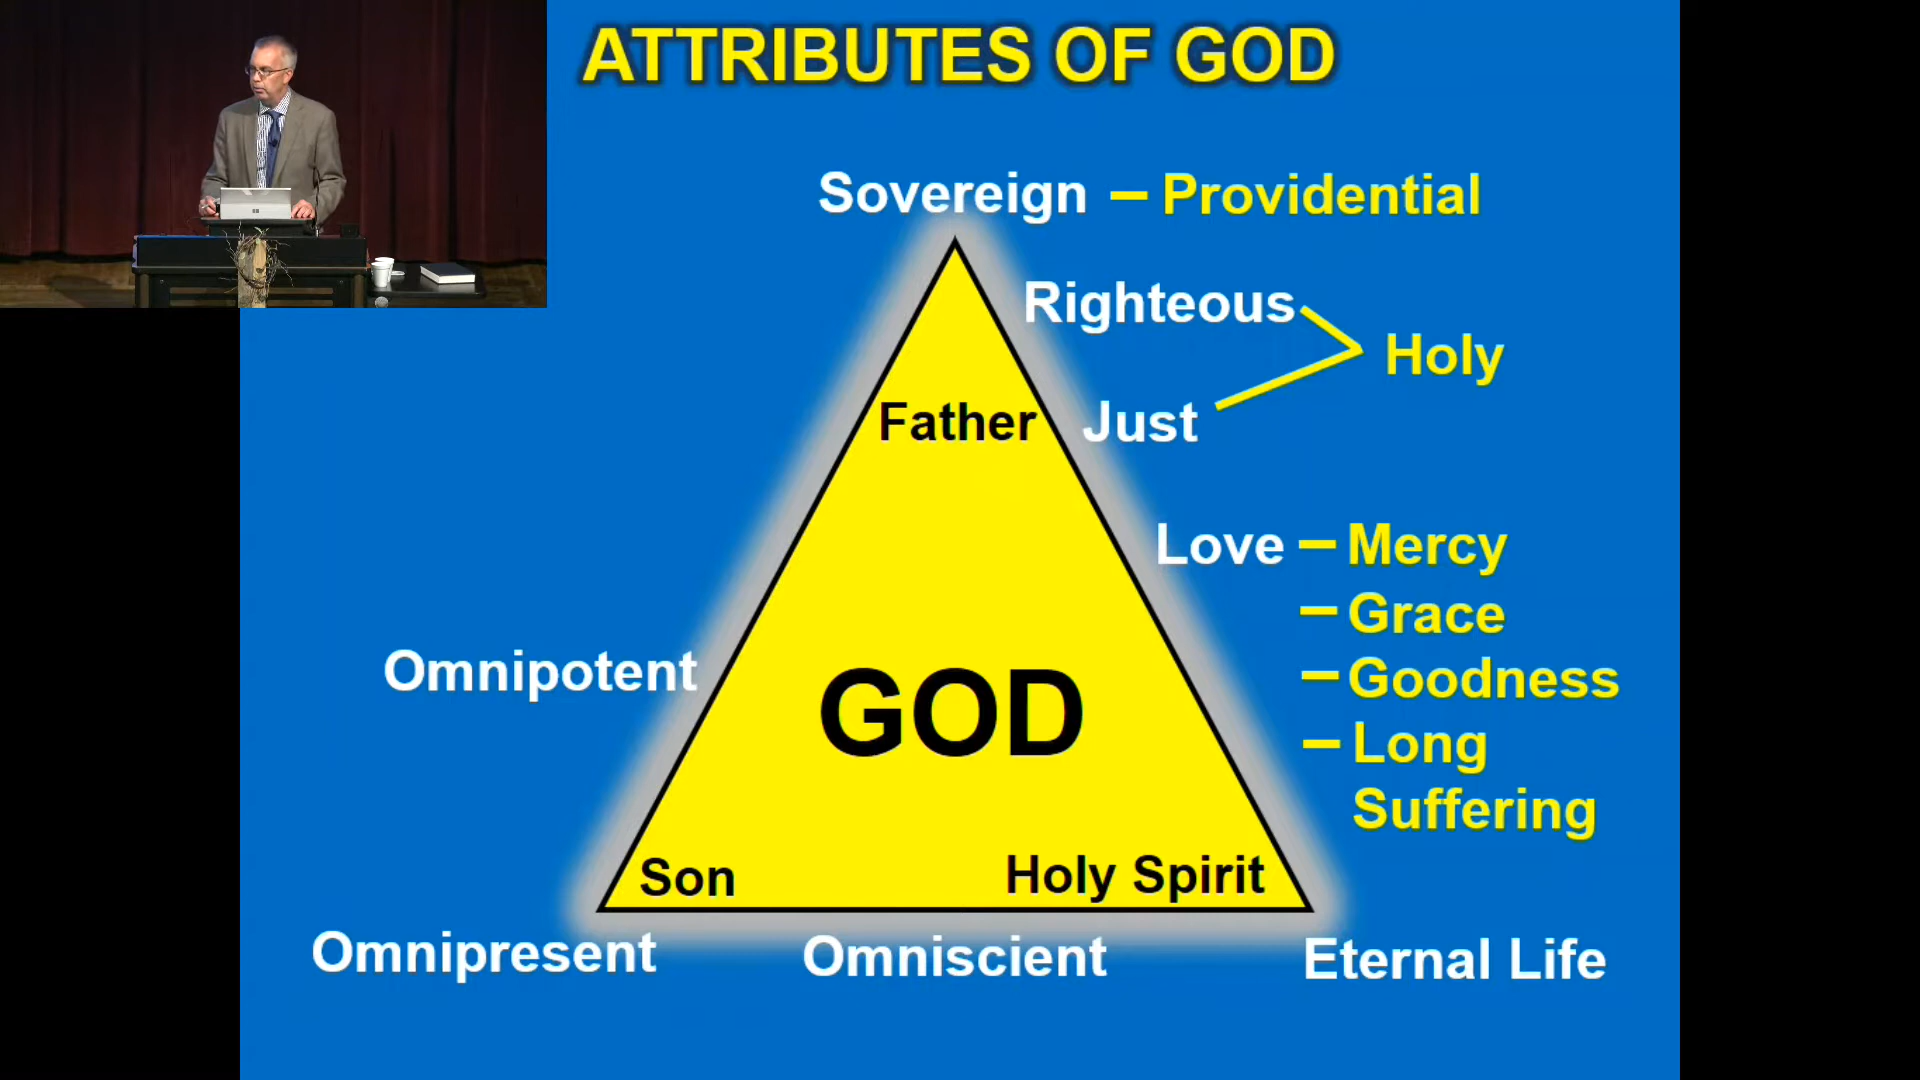 ATTRIBUTES OF GOD
Sovereign – Providential
Righteous
Holy
Just
Father
Love – Mercy
– Grace
– Goodness
– Long
Suffering
Omnipotent
GOD
Son
Holy Spirit
Omnipresent
Omniscient
Eternal Life